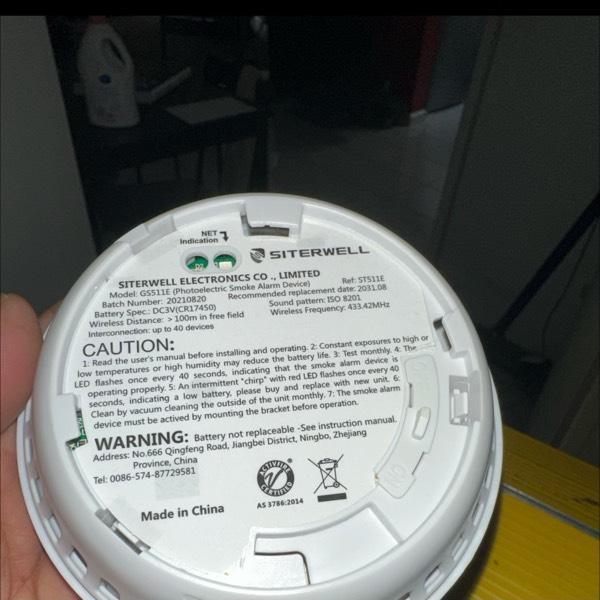 NET
Indication
D9
SITERWELL
SITERWELL ELECTRONICS CO ., LIMITED
Model: GS511E (Photoelectric Smoke Alarm Device) Ref: ST511E
Batch Number: 20210820 Recommended replacement date: 2031.08
Battery Spec.: DC3V(CR17450) Sound pattern: ISO 8201
Wireless Distance: > 100m in free field Wireless Frequency: 433.42MHz
Interconnection: up to 40 devices
CAUTION:
1: Read the user's manual before installing and operating. 2: Constant exposures to high or
low temperatures or high humidity may reduce the battery life. 3: Test monthly. 4: The
LED flashes once every 40 seconds, indicating that the smoke alarm device is
operating properly. 5: An intermittent "chirp" with red LED flashes once every 40
seconds, indicating a low battery, please buy and replace with new unit. 6:
Clean by vacuum cleaning the outside of the unit monthly. 7: The smoke alarm
device must be actived by mounting the bracket before operation.
WARNING: Battery not replaceable -See instruction manual.
Address: No.666 Qingfeng Road, Jiangbei District, Ningbo, Zhejiang
Province, China
Tel: 0086-574-87729581
ACTIVFIRE
CERTIFIED
AS 3786:2014
Made in China
ON